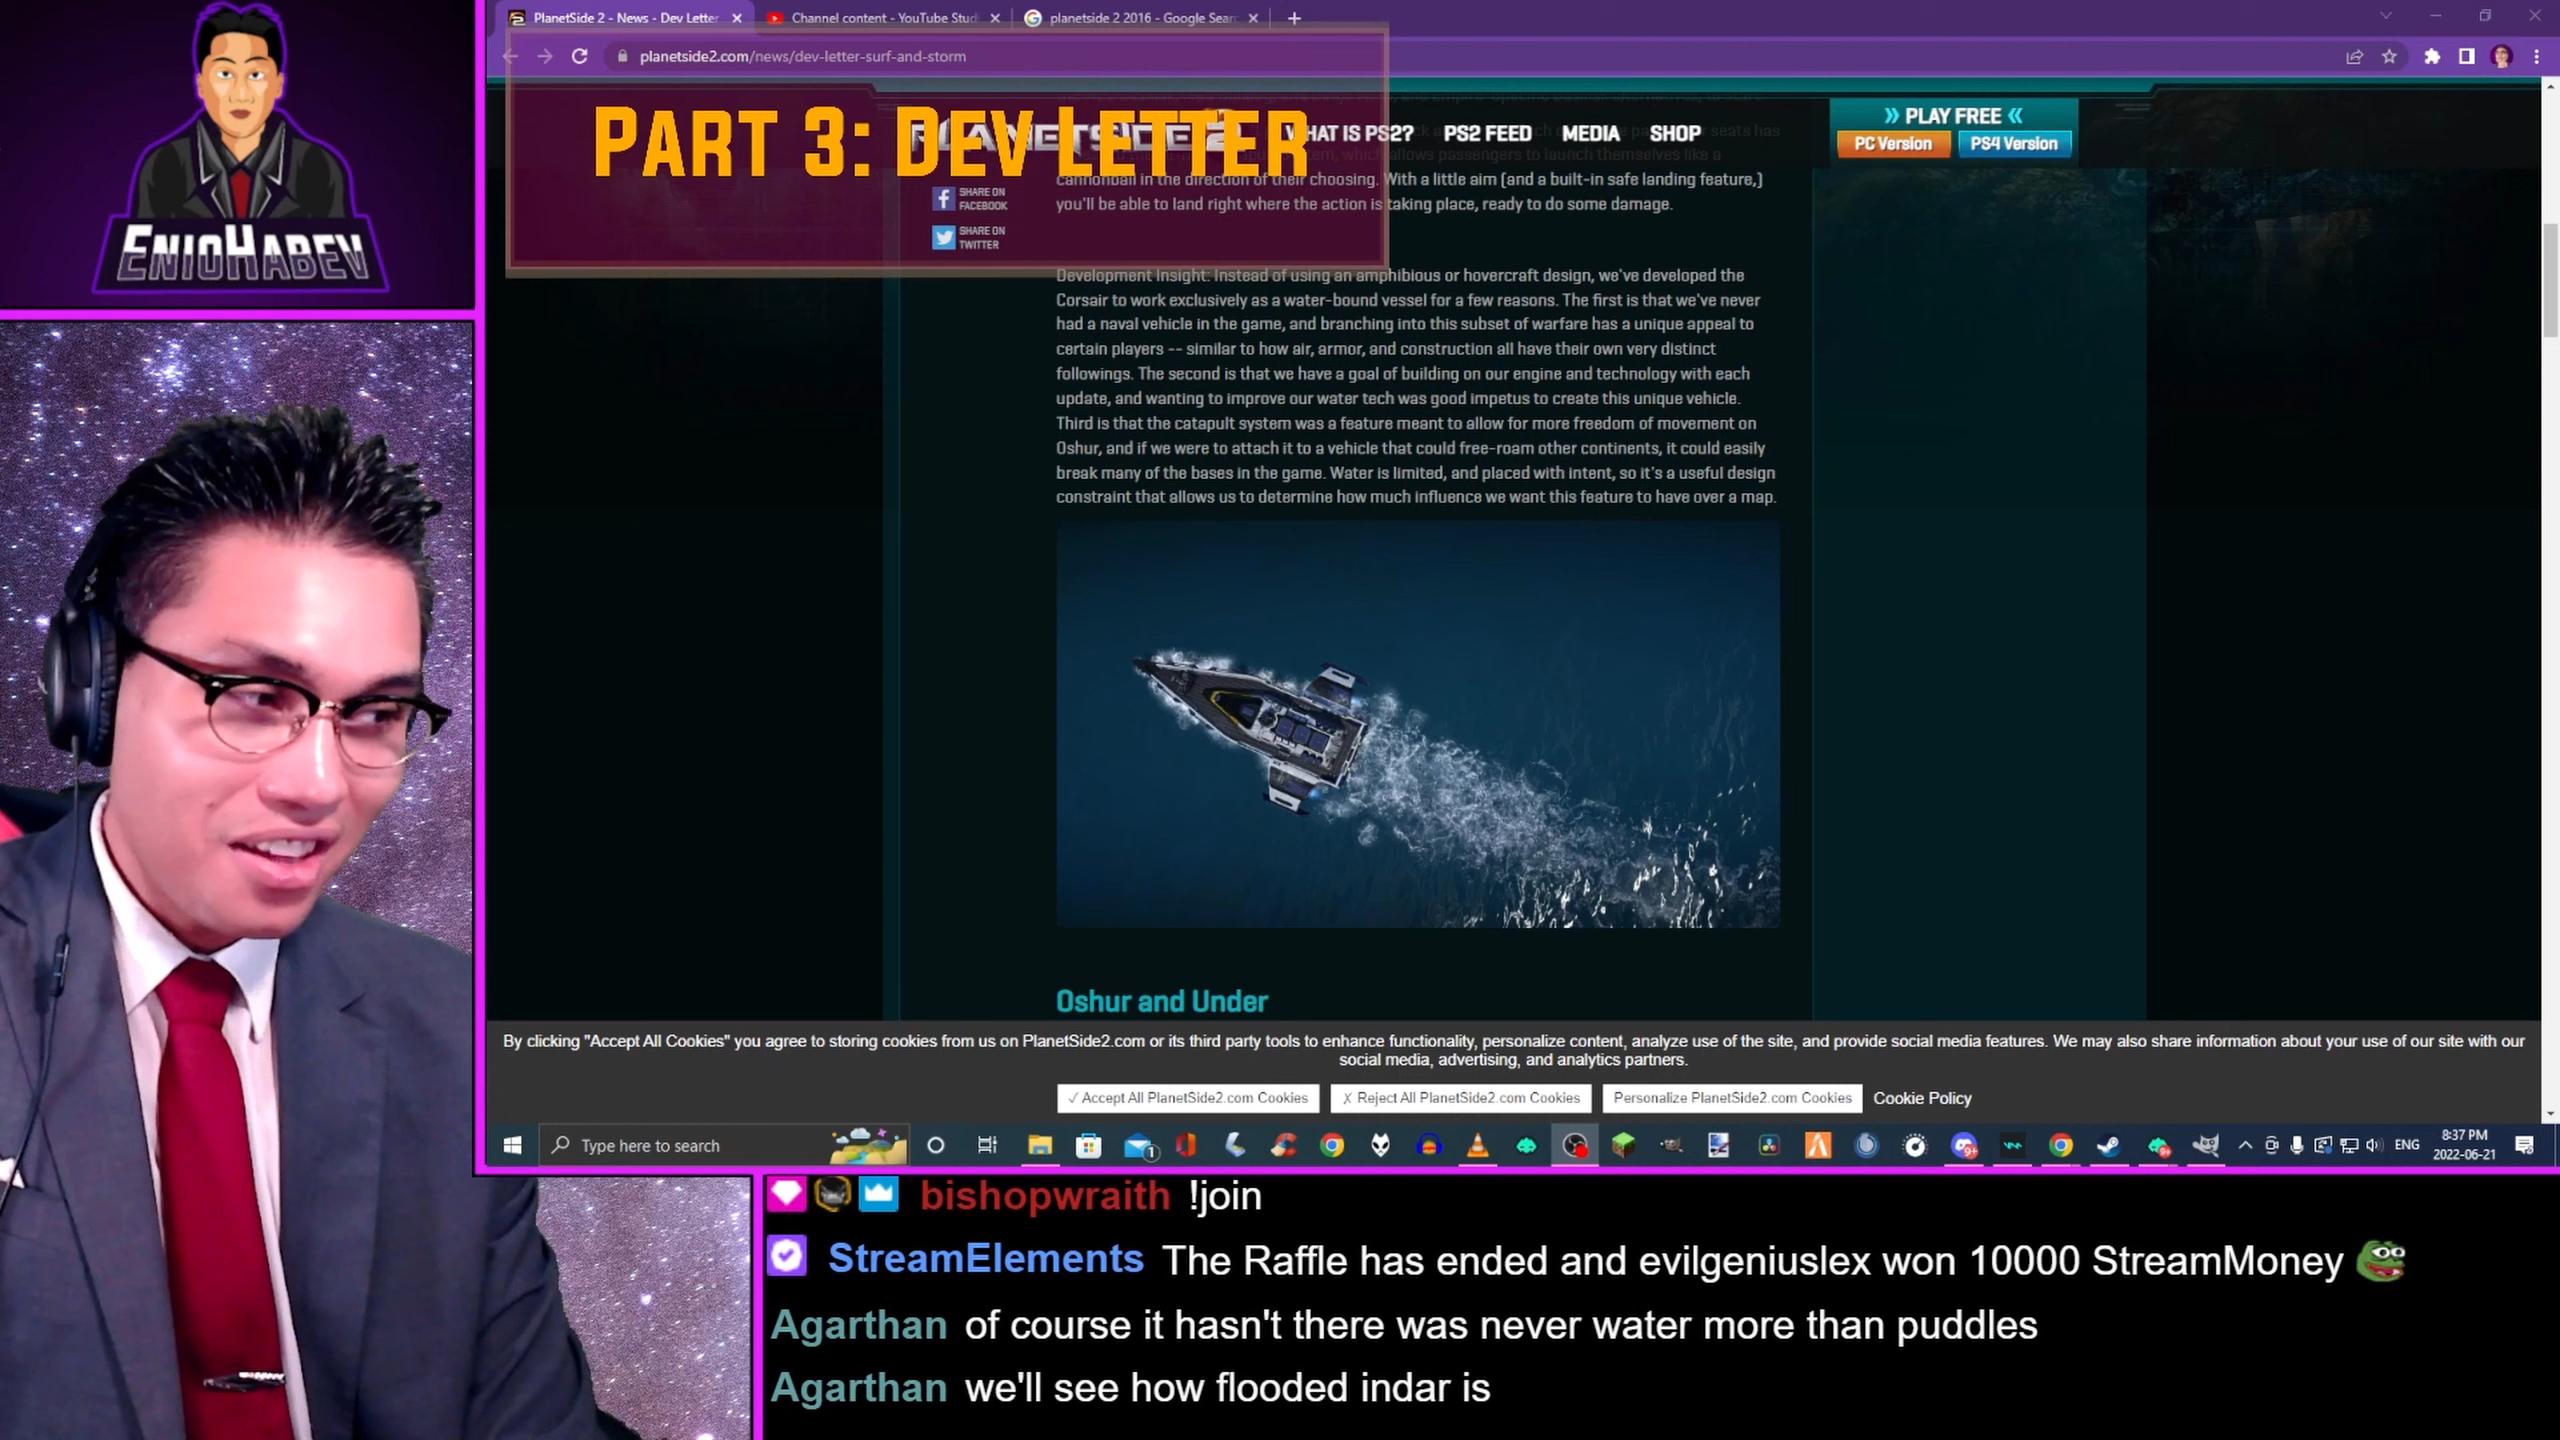 PlanetSide 2 - News - Dev Letter
Channel content - YouTube Stud
planetside 2 2016 - Google Sear
planetside2.com/news/dev-letter-surf-and-storm
PART 3: DEV LETTER
PLANETSIDE 2
WHAT IS PS2?
PS2 FEED
MEDIA
SHOP
PLAY FREE
PC Version
PS4 Version
ENIOHABEV
SHARE ON
FACEBOOK
SHARE ON
TWITTER
seats has
which allows passengers to launch themselves like a
cannonball in the direction of their choosing. With a little aim (and a built-in safe landing feature,)
you'll be able to land right where the action is taking place, ready to do some damage.
Development Insight: Instead of using an amphibious or hovercraft design, we've developed the
Corsair to work exclusively as a water-bound vessel for a few reasons. The first is that we've never
had a naval vehicle in the game, and branching into this subset of warfare has a unique appeal to
certain players -- similar to how air, armor, and construction all have their own very distinct
followings. The second is that we have a goal of building on our engine and technology with each
update, and wanting to improve our water tech was good impetus to create this unique vehicle.
Third is that the catapult system was a feature meant to allow for more freedom of movement on
Oshur, and if we were to attach it to a vehicle that could free-roam other continents, it could easily
break many of the bases in the game. Water is limited, and placed with intent, so it's a useful design
constraint that allows us to determine how much influence we want this feature to have over a map.
Oshur and Under
By clicking "Accept All Cookies" you agree to storing cookies from us on PlanetSide2.com or its third party tools to enhance functionality, personalize content, analyze use of the site, and provide social media features. We may also share information about your use of our site with our
social media, advertising, and analytics partners.
✓ Accept All PlanetSide2.com Cookies
X Reject All PlanetSide2.com Cookies
Personalize PlanetSide2.com Cookies
Cookie Policy
Type here to search
ENG
8:37 PM
2022-06-21
bishopwraith !join
StreamElements The Raffle has ended and evilgeniuslex won 10000 StreamMoney
Agarthan of course it hasn't there was never water more than puddles
Agarthan we'll see how flooded indar is